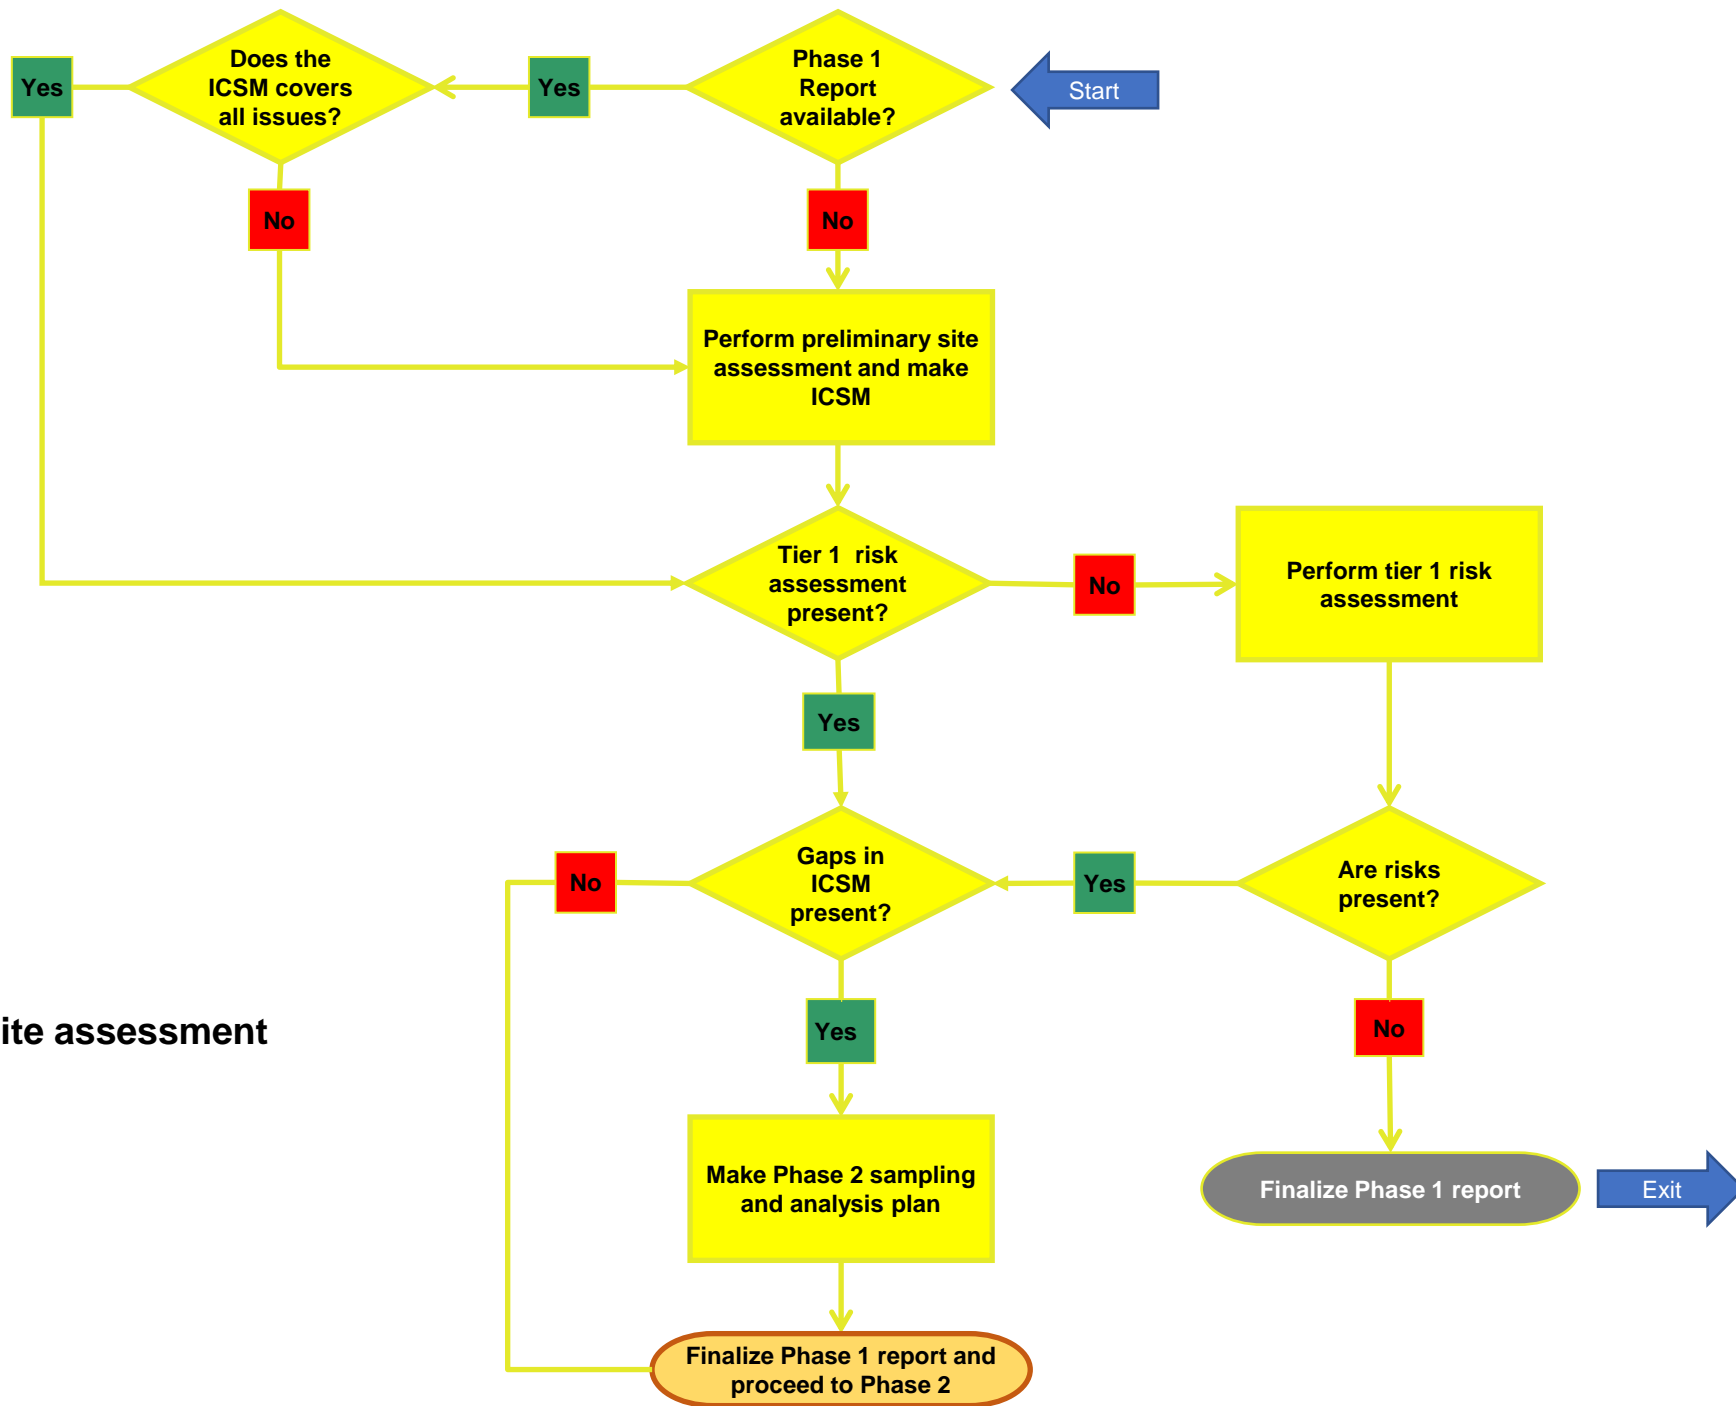 Does the
ICSM covers
all issues?
Yes
Yes
Phase 1
Report
available?
Start
No
No
Perform preliminary site
assessment and make
ICSM
Tier 1 risk
assessment
present?
No
Perform tier 1 risk
assessment
Yes
No
Gaps in
ICSM
present?
Yes
Are risks
present?
ite assessment
Yes
No
Make Phase 2 sampling
and analysis plan
Finalize Phase 1 report
Exit
Finalize Phase 1 report and
proceed to Phase 2